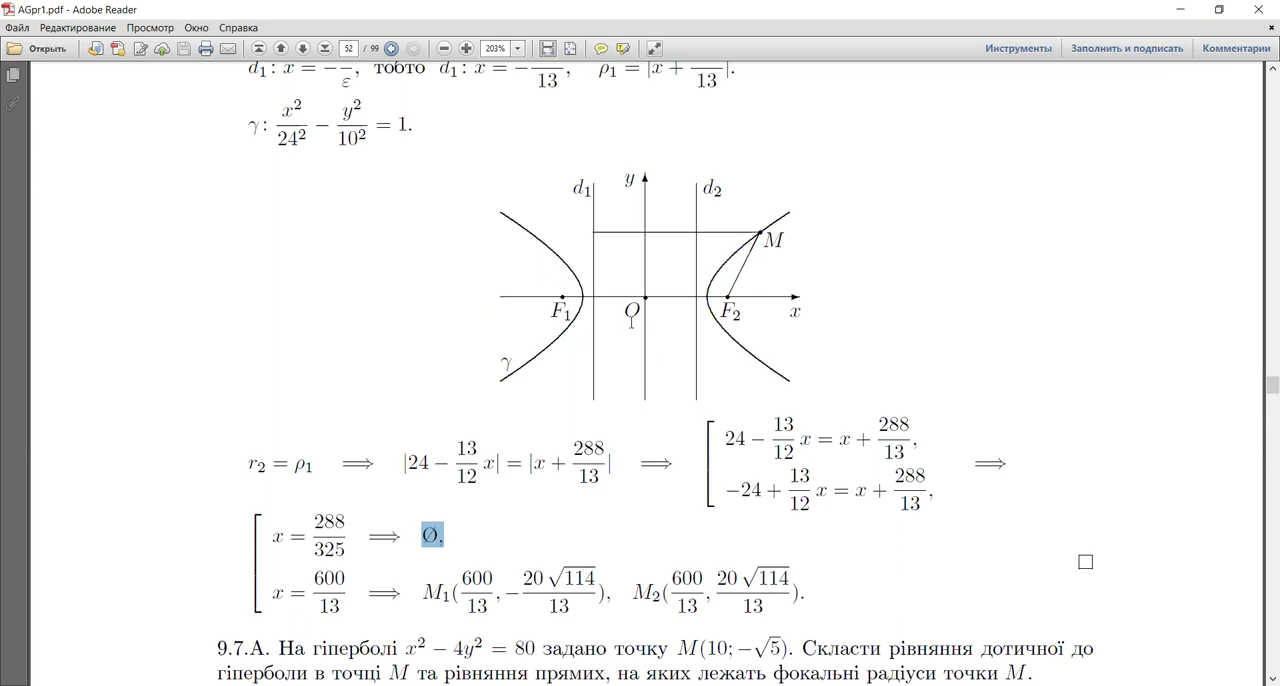 AGpr1.pdf - Adobe Reader
Файл Редактирование Просмотр Окно Справка
Открыть 52 / 99 203% Инструменты Заполнить и подписать Комментарии
d₁: x = −—/ε, тобто d₁: x = −—/13, ρ₁ = |x + —/13|.
γ: x²/24² − y²/10² = 1.
d₁ y d₂
M
F₁ O F₂ x
γ
r₂ = ρ₁ ⟹ |24 − 13/12 x| = |x + 288/13| ⟹ [ 24 − 13/12 x = x + 288/13, ⟹
−24 + 13/12 x = x + 288/13,
[ x = 288/325 ⟹ Ø,
x = 600/13 ⟹ M₁(600/13, −20√114/13), M₂(600/13, 20√114/13). □
9.7.А. На гіперболі x² − 4y² = 80 задано точку M(10; −√5). Скласти рівняння дотичної до
гіперболи в точці M та рівняння прямих, на яких лежать фокальні радіуси точки M.